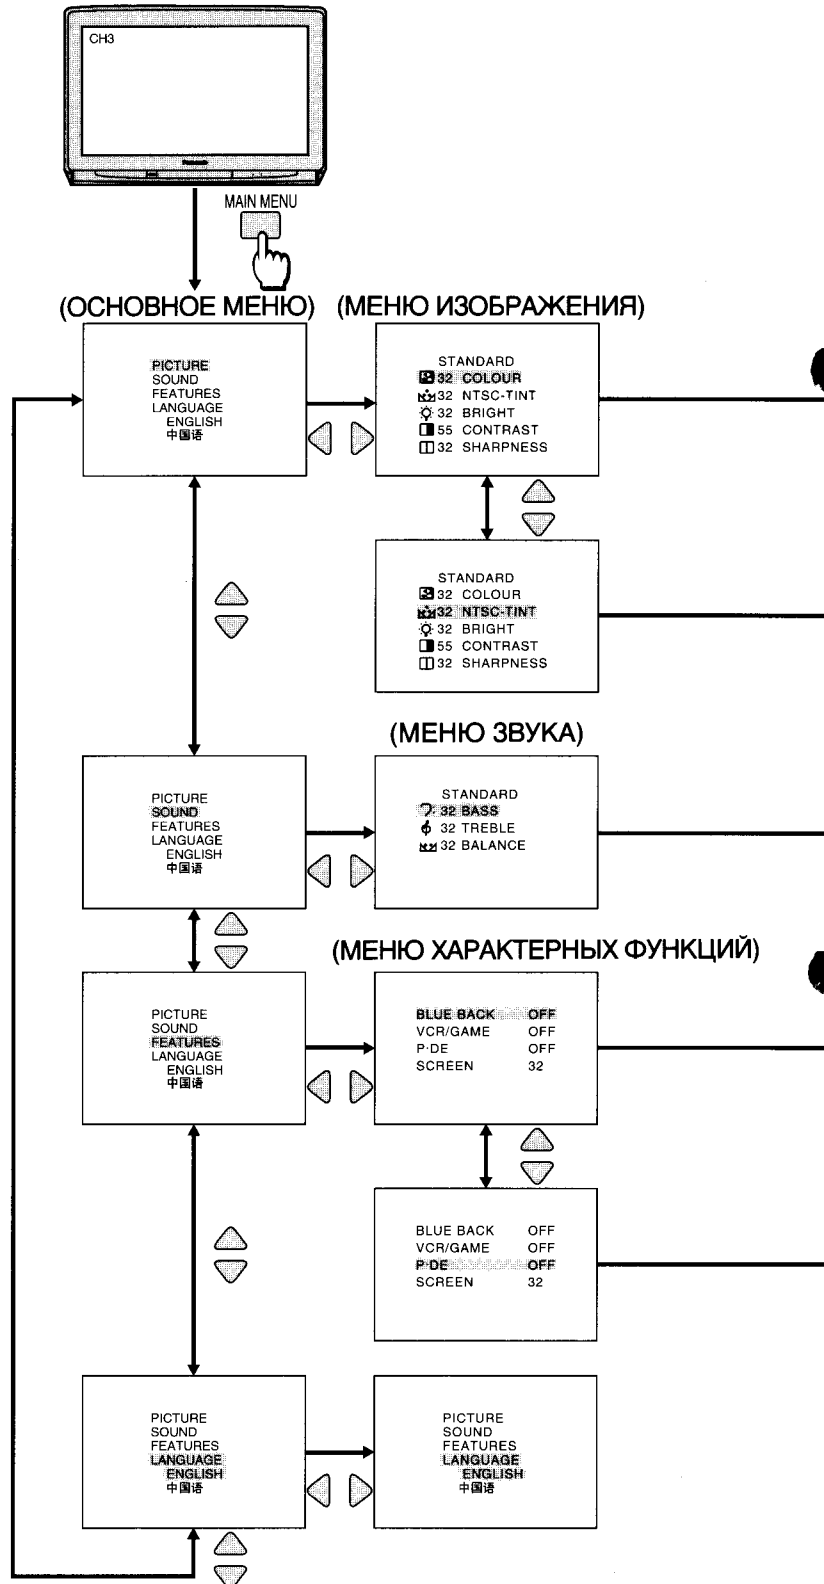 CH3
Panasonic
MAIN MENU
(ОСНОВНОЕ МЕНЮ)
(МЕНЮ ИЗОБРАЖЕНИЯ)
PICTURE
SOUND
FEATURES
LANGUAGE
ENGLISH
中国语
STANDARD
32 COLOUR
32 NTSC-TINT
32 BRIGHT
55 CONTRAST
32 SHARPNESS
STANDARD
32 COLOUR
32 NTSC-TINT
32 BRIGHT
55 CONTRAST
32 SHARPNESS
(МЕНЮ ЗВУКА)
PICTURE
SOUND
FEATURES
LANGUAGE
ENGLISH
中国语
STANDARD
32 BASS
32 TREBLE
32 BALANCE
(МЕНЮ ХАРАКТЕРНЫХ ФУНКЦИЙ)
PICTURE
SOUND
FEATURES
LANGUAGE
ENGLISH
中国语
BLUE BACK OFF
VCR/GAME OFF
P·DE OFF
SCREEN 32
BLUE BACK OFF
VCR/GAME OFF
P·DE OFF
SCREEN 32
PICTURE
SOUND
FEATURES
LANGUAGE
ENGLISH
中国语
PICTURE
SOUND
FEATURES
LANGUAGE
ENGLISH
中国语